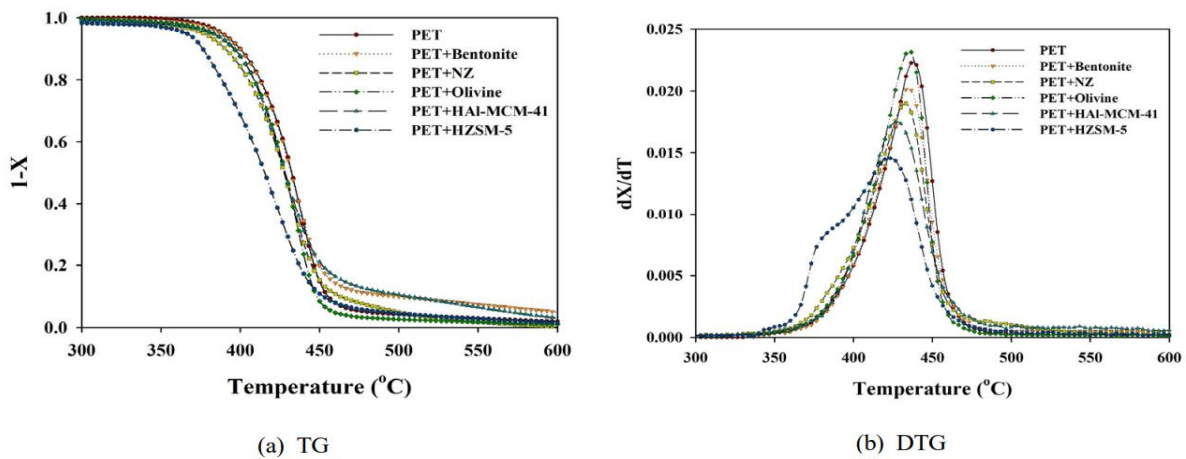 1.0
0.8
0.6
0.4
0.2
0.0
1-X
300 350 400 450 500 550 600
Temperature (°C)
PET
PET+Bentonite
PET+NZ
PET+Olivine
PET+HAl-MCM-41
PET+HZSM-5
(a) TG
0.025
0.020
0.015
0.010
0.005
0.000
dX/dT
300 350 400 450 500 550 600
Temperature (°C)
PET
PET+Bentonite
PET+NZ
PET+Olivine
PET+HAl-MCM-41
PET+HZSM-5
(b) DTG